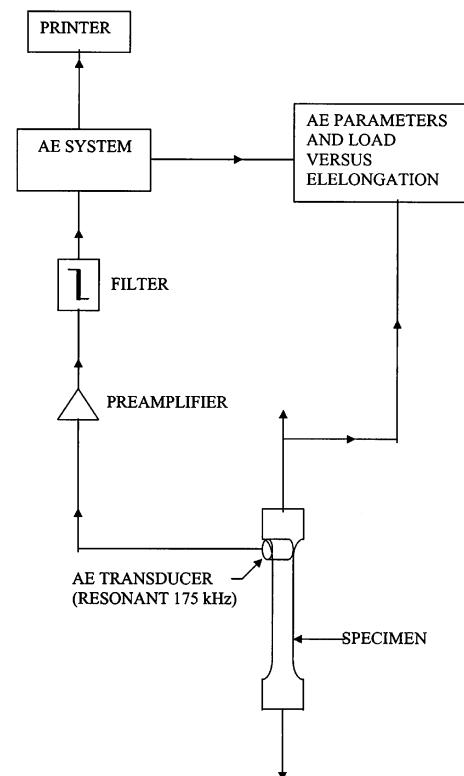 PRINTER
AE SYSTEM
AE PARAMETERS
AND LOAD
VERSUS
ELELONGATION
FILTER
PREAMPLIFIER
AE TRANSDUCER
(RESONANT 175 kHz)
SPECIMEN